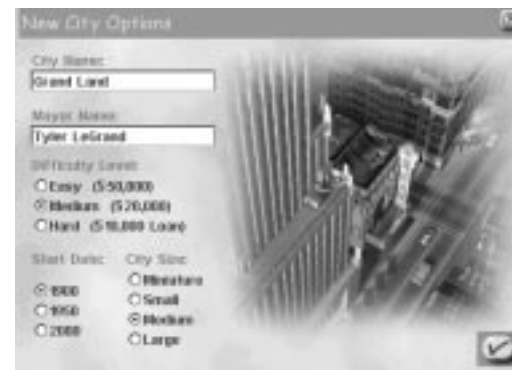 New City Options
City Name:
Grand Land
Mayor Name:
Tyler LeGrand
Difficulty Level:
Easy ($50,000)
Medium ($20,000)
Hard ($10,000 Loan)
Start Date:
1900
1950
2000
City Size:
Miniature
Small
Medium
Large